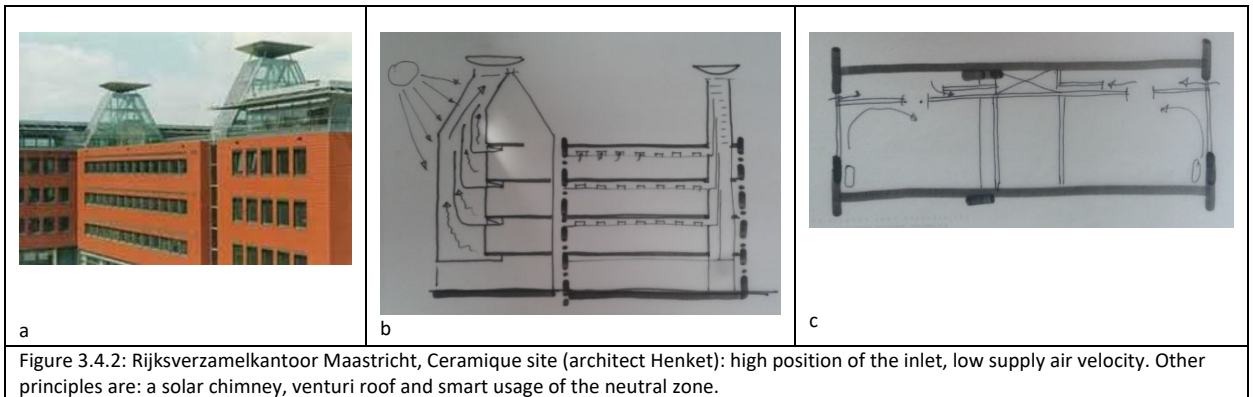 a
b
c
Figure 3.4.2: Rijksverzamelkantoor Maastricht, Ceramique site (architect Henket): high position of the inlet, low supply air velocity. Other
principles are: a solar chimney, venturi roof and smart usage of the neutral zone.